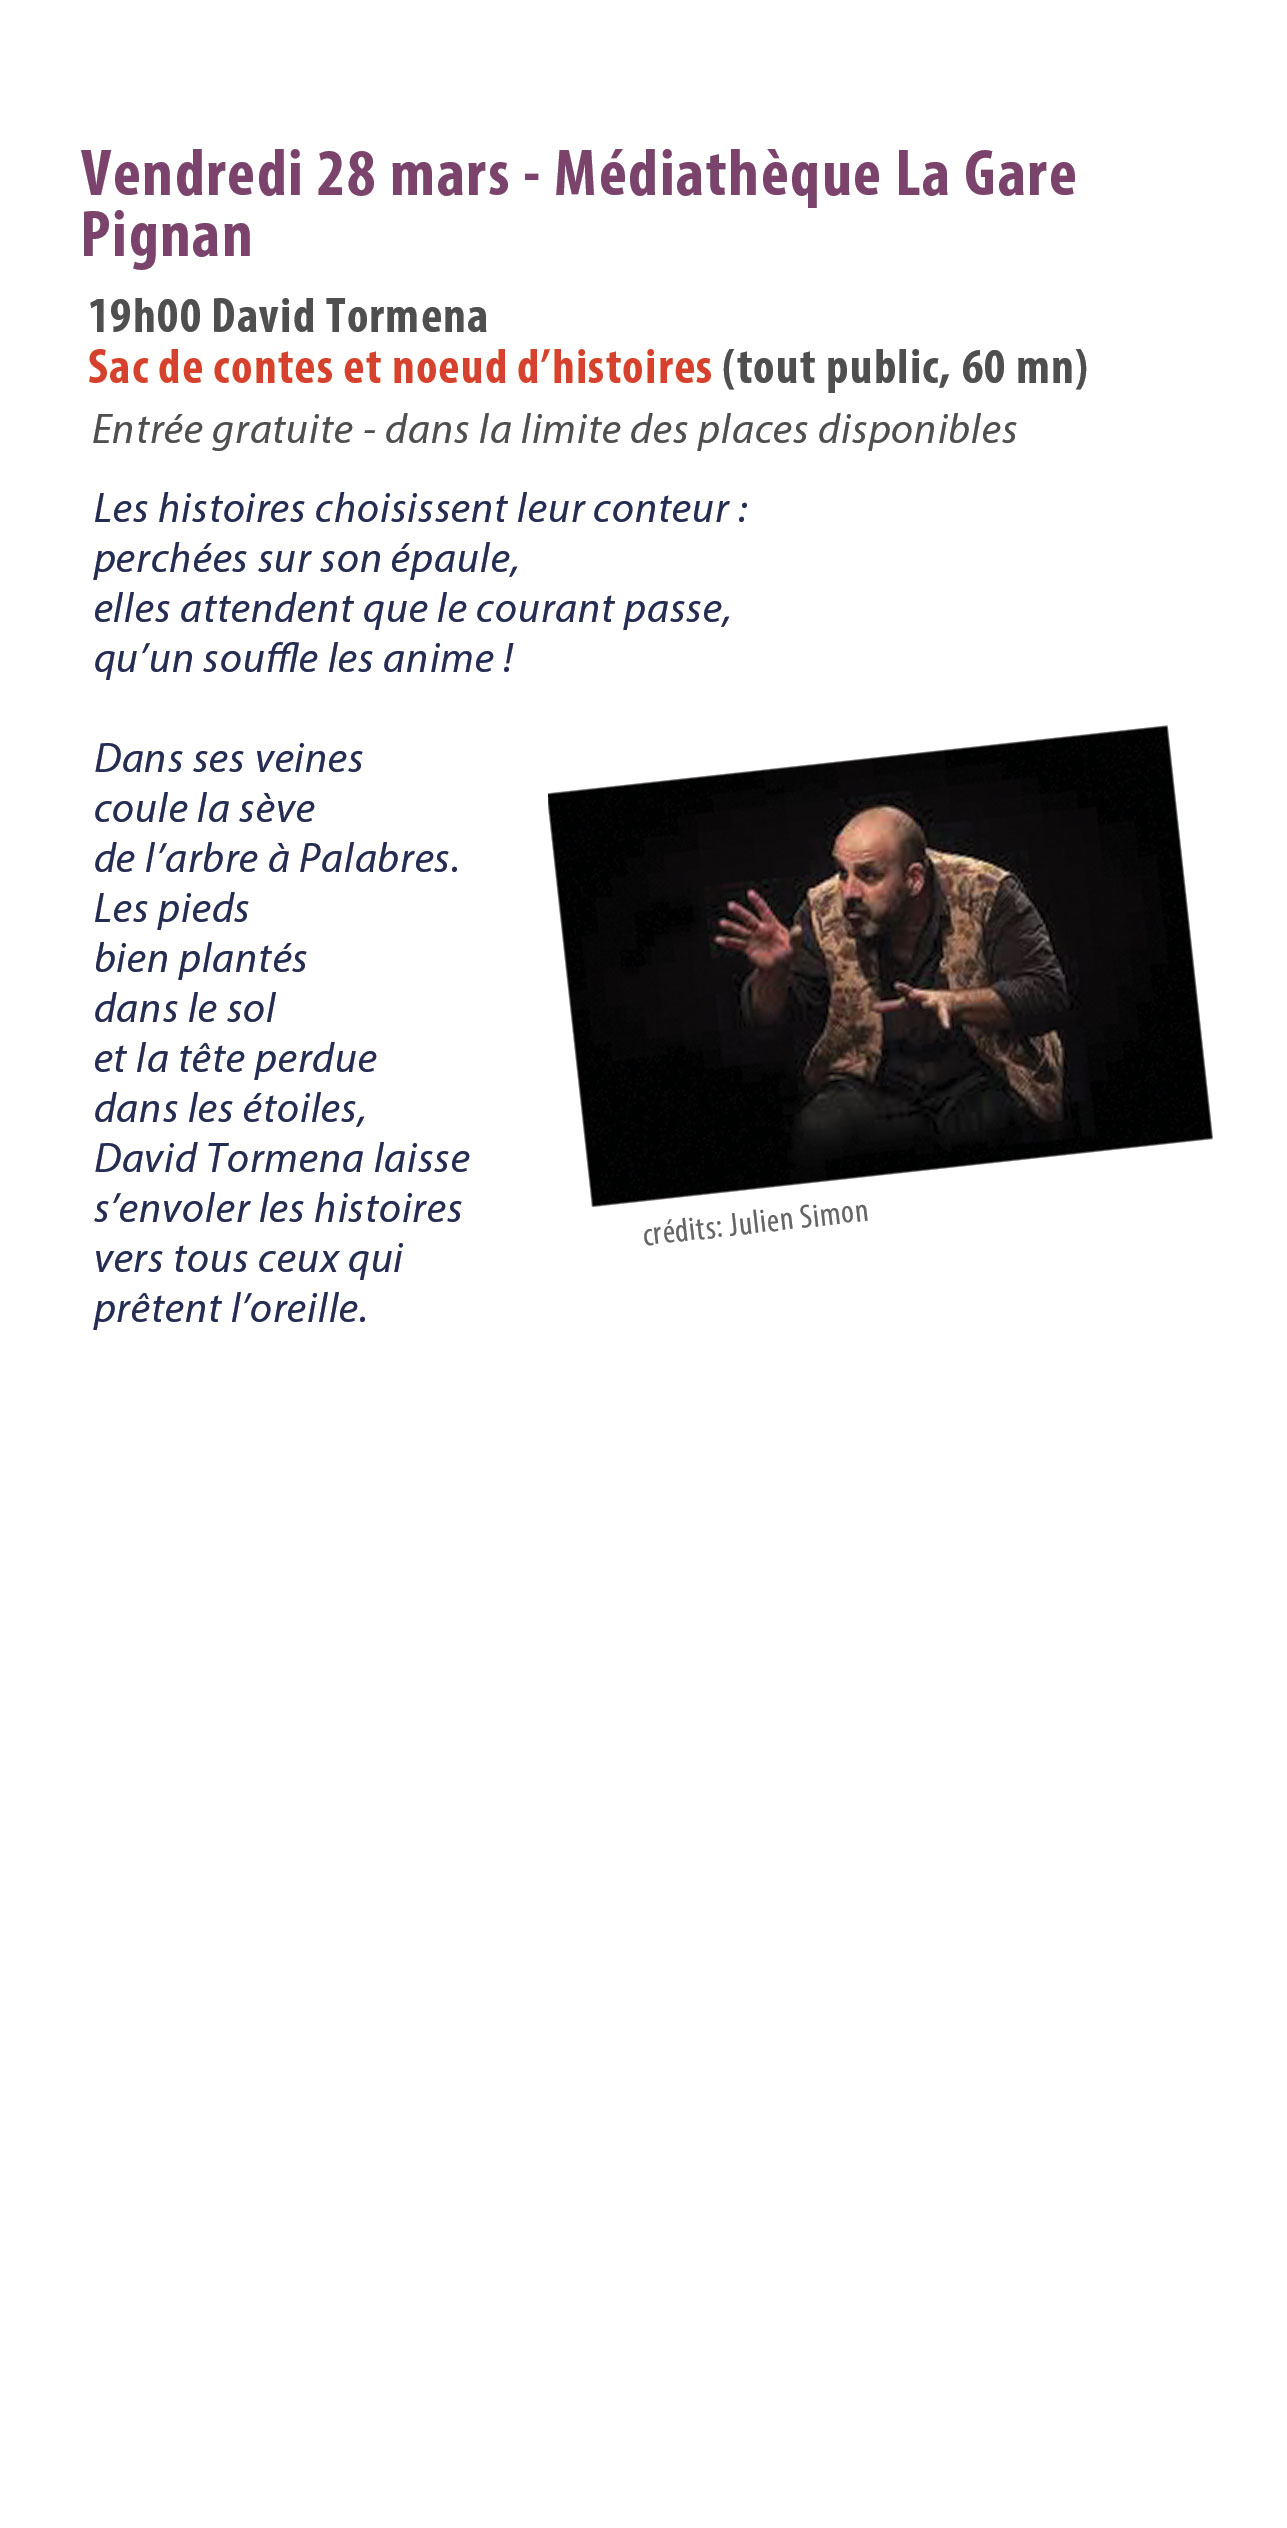 Vendredi 28 mars - Médiathèque La Gare
Pignan
19h00 David Tormena
Sac de contes et noeud d’histoires (tout public, 60 mn)
Entrée gratuite - dans la limite des places disponibles
Les histoires choisissent leur conteur :
perchées sur son épaule,
elles attendent que le courant passe,
qu’un souffle les anime !
Dans ses veines
coule la sève
de l’arbre à Palabres.
Les pieds
bien plantés
dans le sol
et la tête perdue
dans les étoiles,
David Tormena laisse
s’envoler les histoires
vers tous ceux qui
prêtent l’oreille.
crédits: Julien Simon